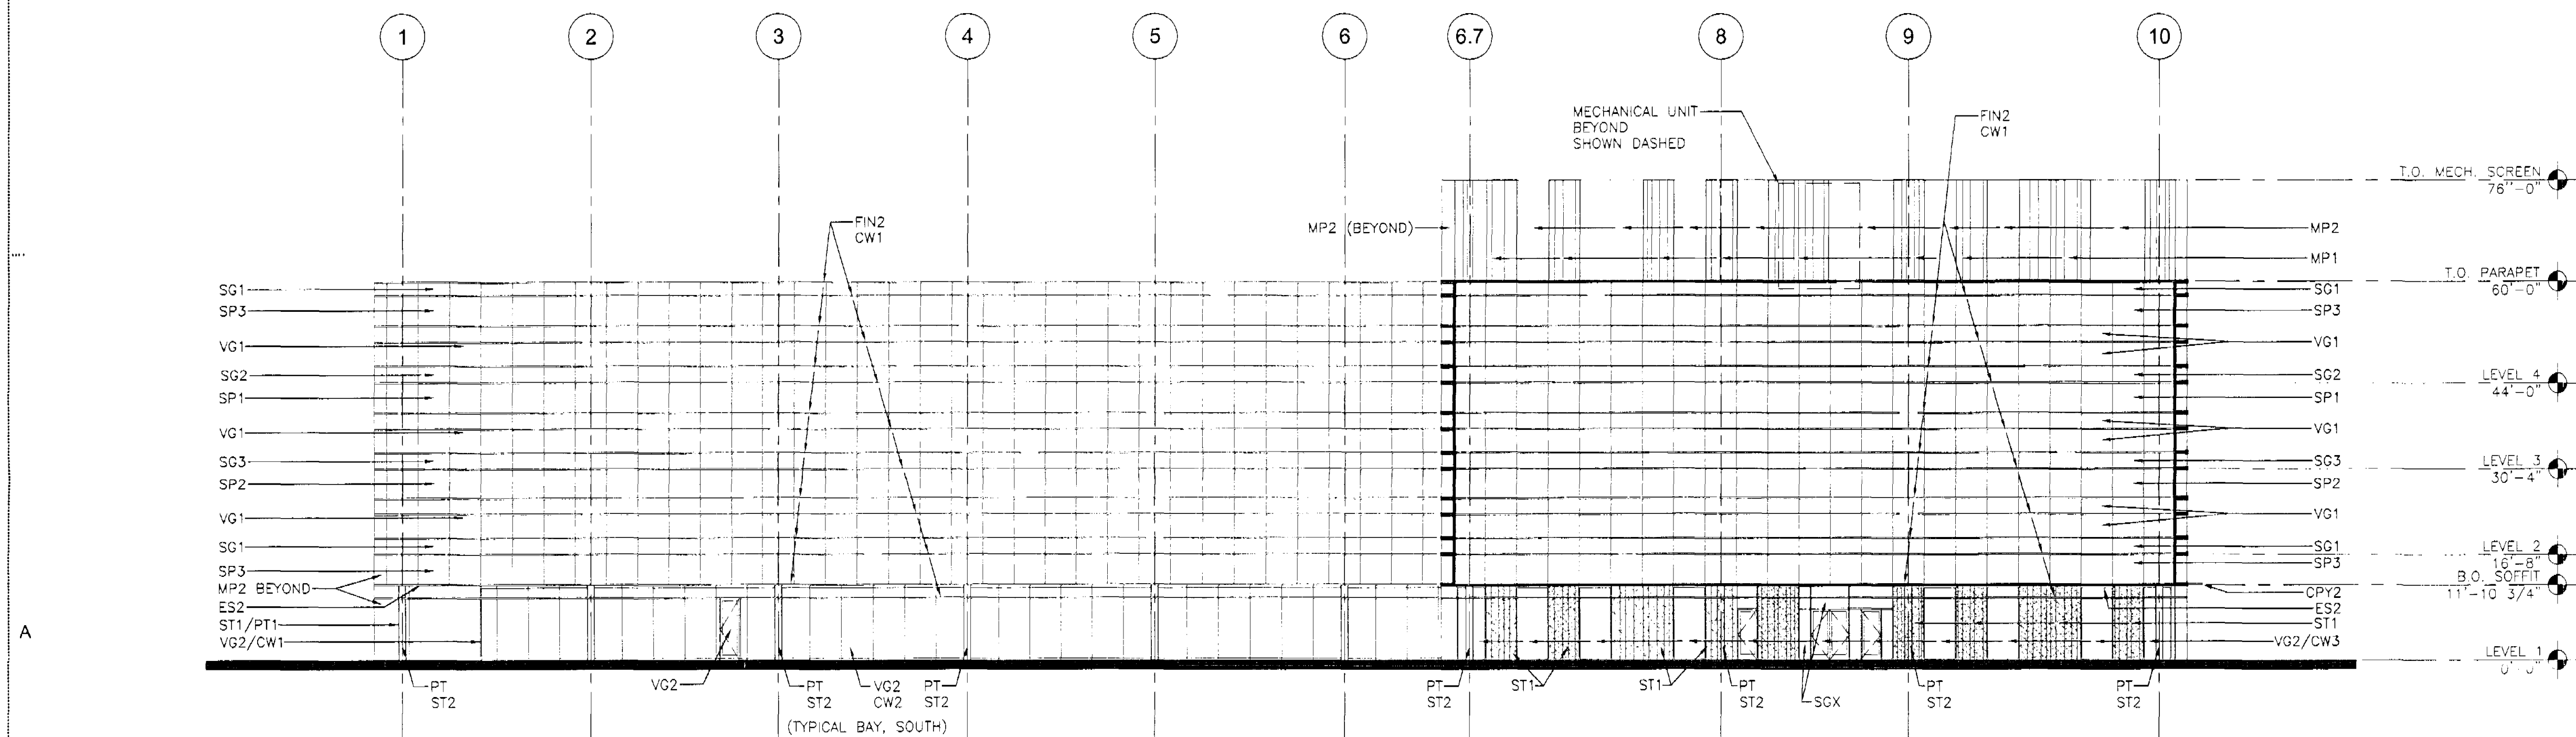 1 2 3 4 5 6 6.7 8 9 10
MECHANICAL UNIT
BEYOND
SHOWN DASHED
FIN2
CW1
T.O. MECH. SCREEN
76'-0"
FIN2
CW1
MP2 (BEYOND)
MP2
MP1
T.O. PARAPET
60'-0"
SG1
SP3
VG1
SG2
SP1
VG1
SG3
SP2
VG1
SG1
SP3
MP2 BEYOND
ES2
ST1/PT1
VG2/CW1
SG1
SP3
VG1
SG2
SP1
VG1
SG3
SP2
VG1
SG1
SP3
CPY2
ES2
ST1
VG2/CW3
LEVEL 4
44'-0"
LEVEL 3
30'-4"
LEVEL 2
16'-8"
B.O. SOFFIT
11'-10 3/4"
LEVEL 1
A
PT
ST2
VG2
PT
ST2
VG2
CW2
PT
ST2
(TYPICAL BAY, SOUTH)
PT
ST2
ST1
ST1
PT
ST2
SGX
PT
ST2
PT
ST2